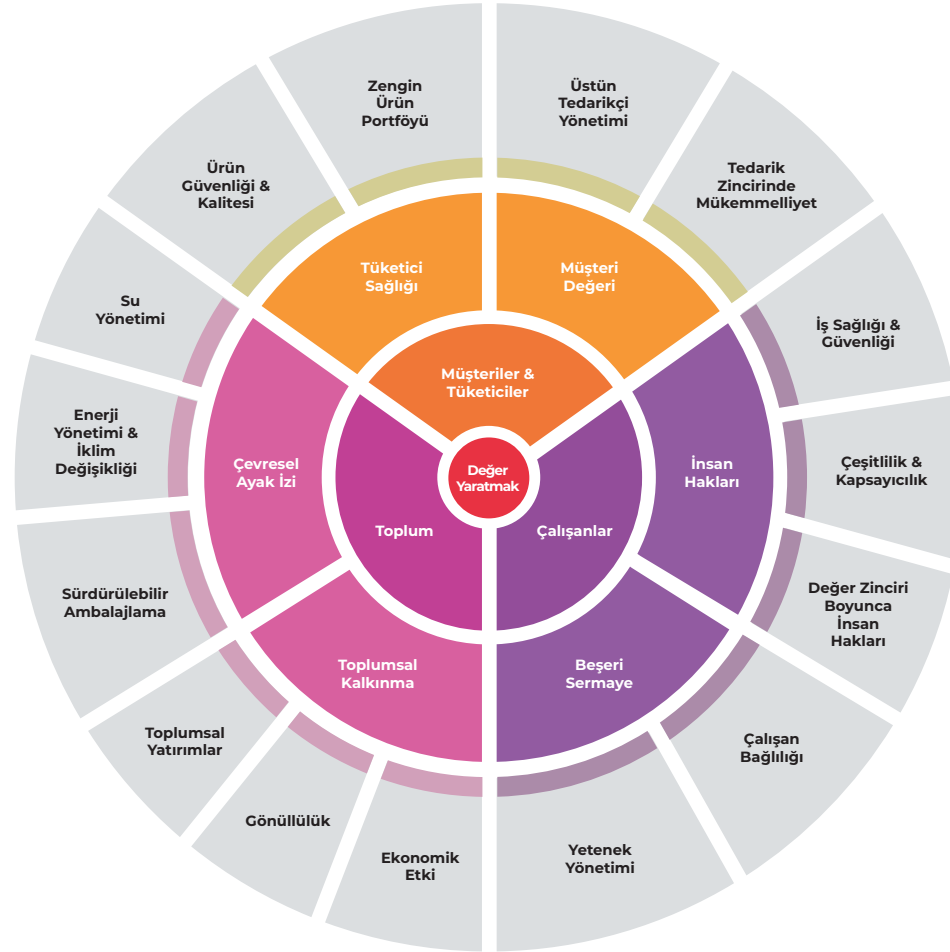 Zengin
Ürün
Portföyü
Üstün
Tedarikçi
Yönetimi
Ürün
Güvenliği &
Kalitesi
Tedarik
Zincirinde
Mükemmelliyet
Tüketici
Sağlığı
Müşteri
Değeri
Su
Yönetimi
İş Sağlığı &
Güvenliği
Müşteriler &
Tüketiciler
Enerji
Yönetimi &
İklim
Değişikliği
Çevresel
Ayak İzi
Değer
Yaratmak
İnsan
Hakları
Çeşitlilik &
Kapsayıcılık
Toplum
Çalışanlar
Sürdürülebilir
Ambalajlama
Değer Zinciri
Boyunca
İnsan
Hakları
Toplumsal
Kalkınma
Beşeri
Sermaye
Toplumsal
Yatırımlar
Çalışan
Bağlılığı
Gönüllülük
Ekonomik
Etki
Yetenek
Yönetimi